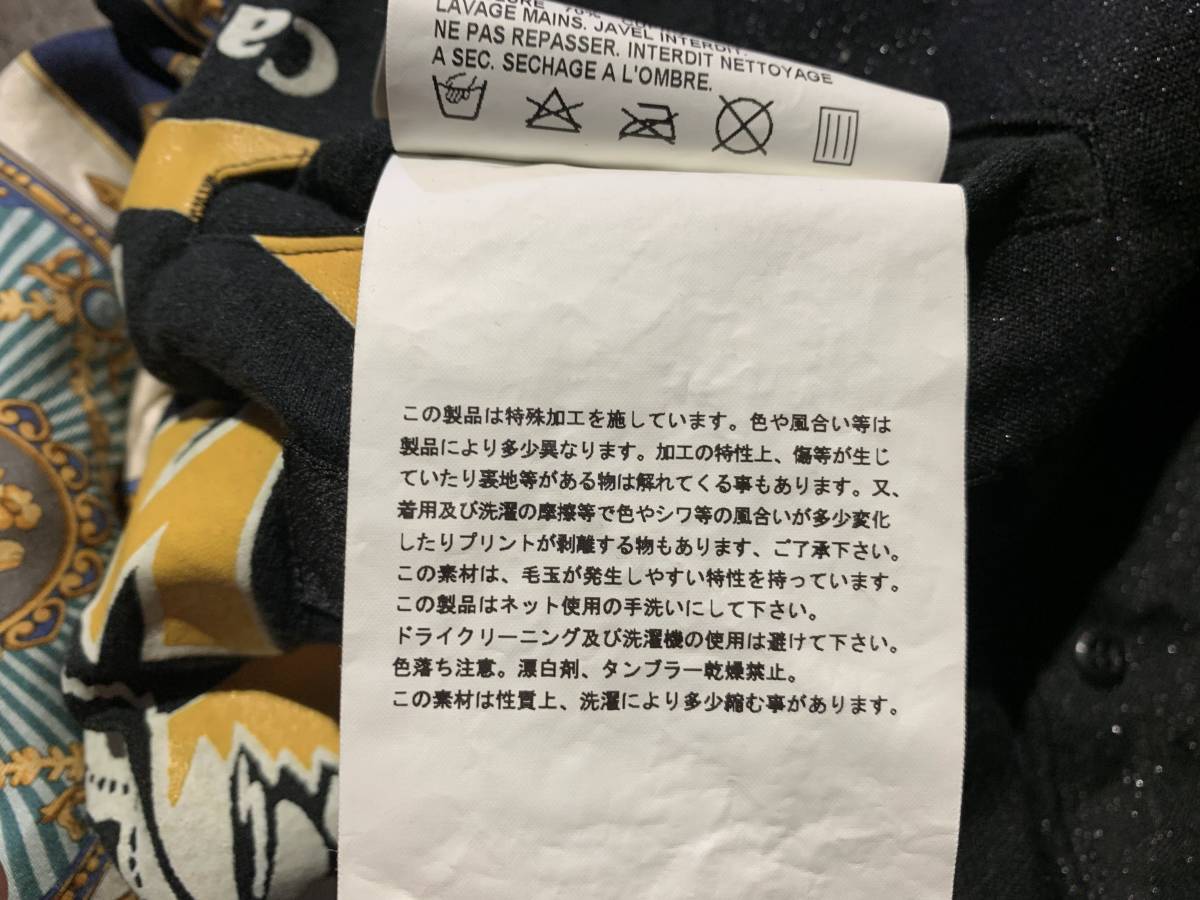 Ca
70%
LAVAGE MAINS. JAVEL INTERDIT.
NE PAS REPASSER. INTERDIT NETTOYAGE
A SEC. SECHAGE A L'OMBRE.
この製品は特殊加工を施しています。色や風合い等は
製品により多少異なります。加工の特性上、傷等が生じ
ていたり裏地等がある物は解れてくる事もあります。又、
着用及び洗濯の摩擦等で色やシワ等の風合いが多少変化
したりプリントが剥離する物もあります、ご了承下さい。
この素材は、毛玉が発生しやすい特性を持っています。
この製品はネット使用の手洗いにして下さい。
ドライクリーニング及び洗濯機の使用は避けて下さい。
色落ち注意。漂白剤、タンブラー乾燥禁止。
この素材は性質上、洗濯により多少縮む事があります。